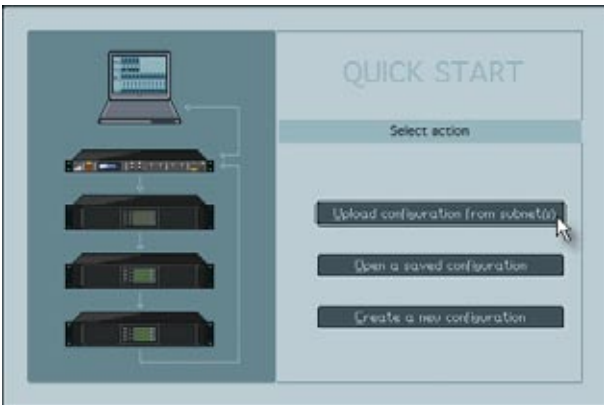 QUICK START
Select action
Upload configuration from subnet(s)
Open a saved configuration
Create a new configuration